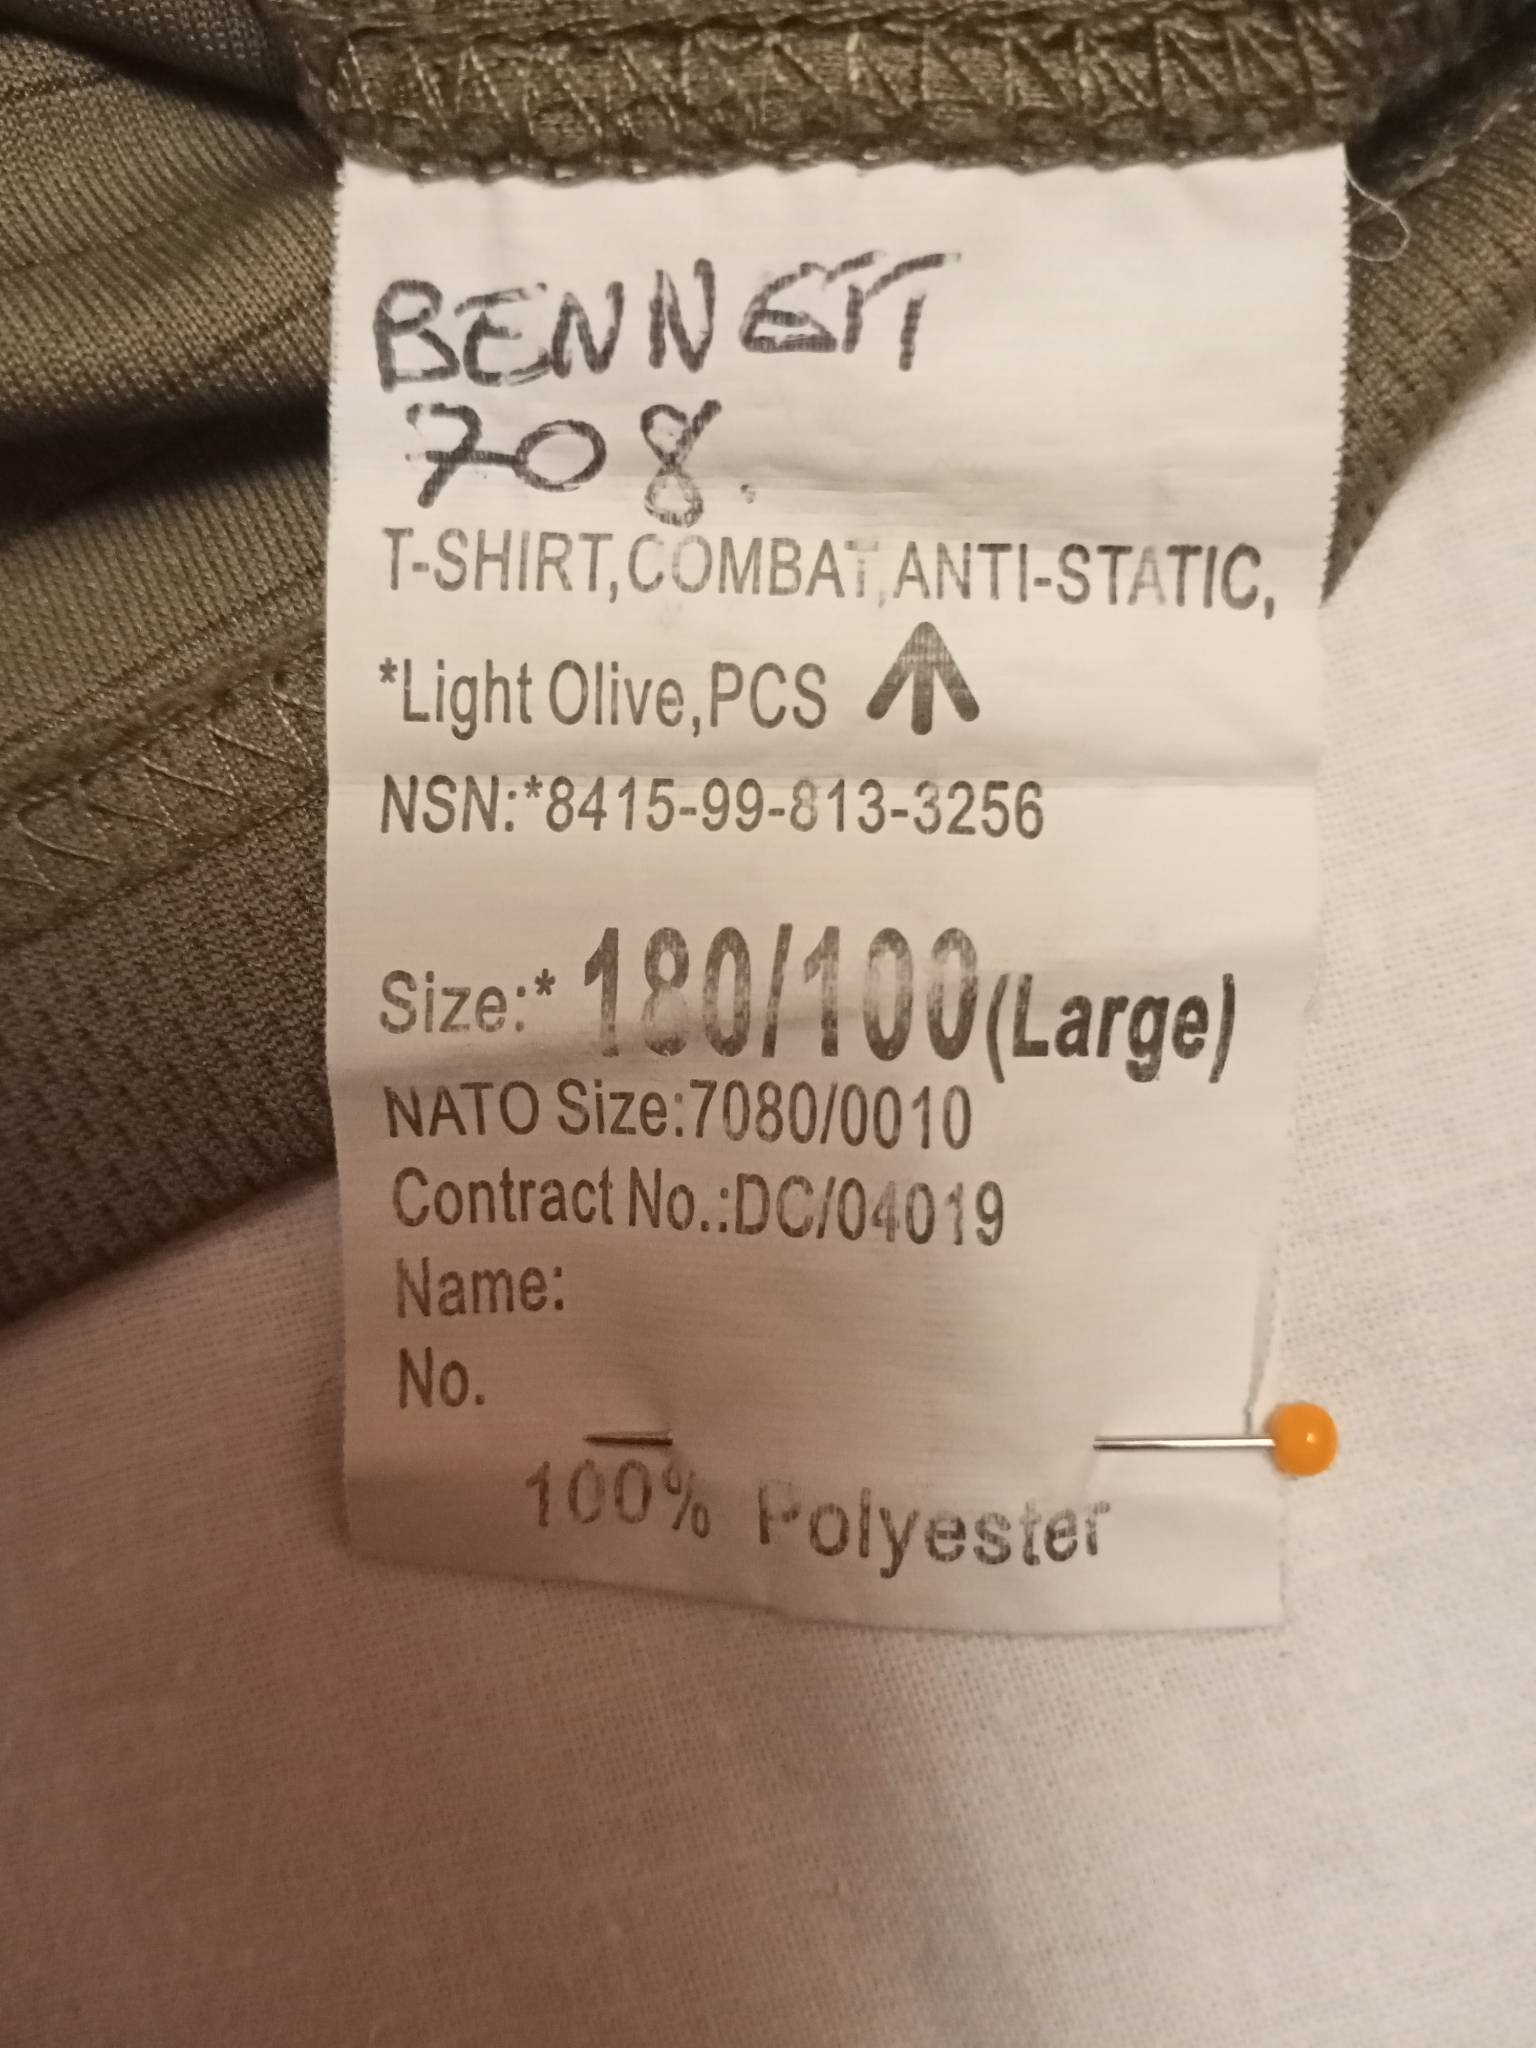 BENNETT
708.
T-SHIRT,COMBAT,ANTI-STATIC,
*Light Olive,PCS
NSN:*8415-99-813-3256
Size:* 180/100(Large)
NATO Size:7080/0010
Contract No.:DC/04019
Name:
No.
100% Polyester